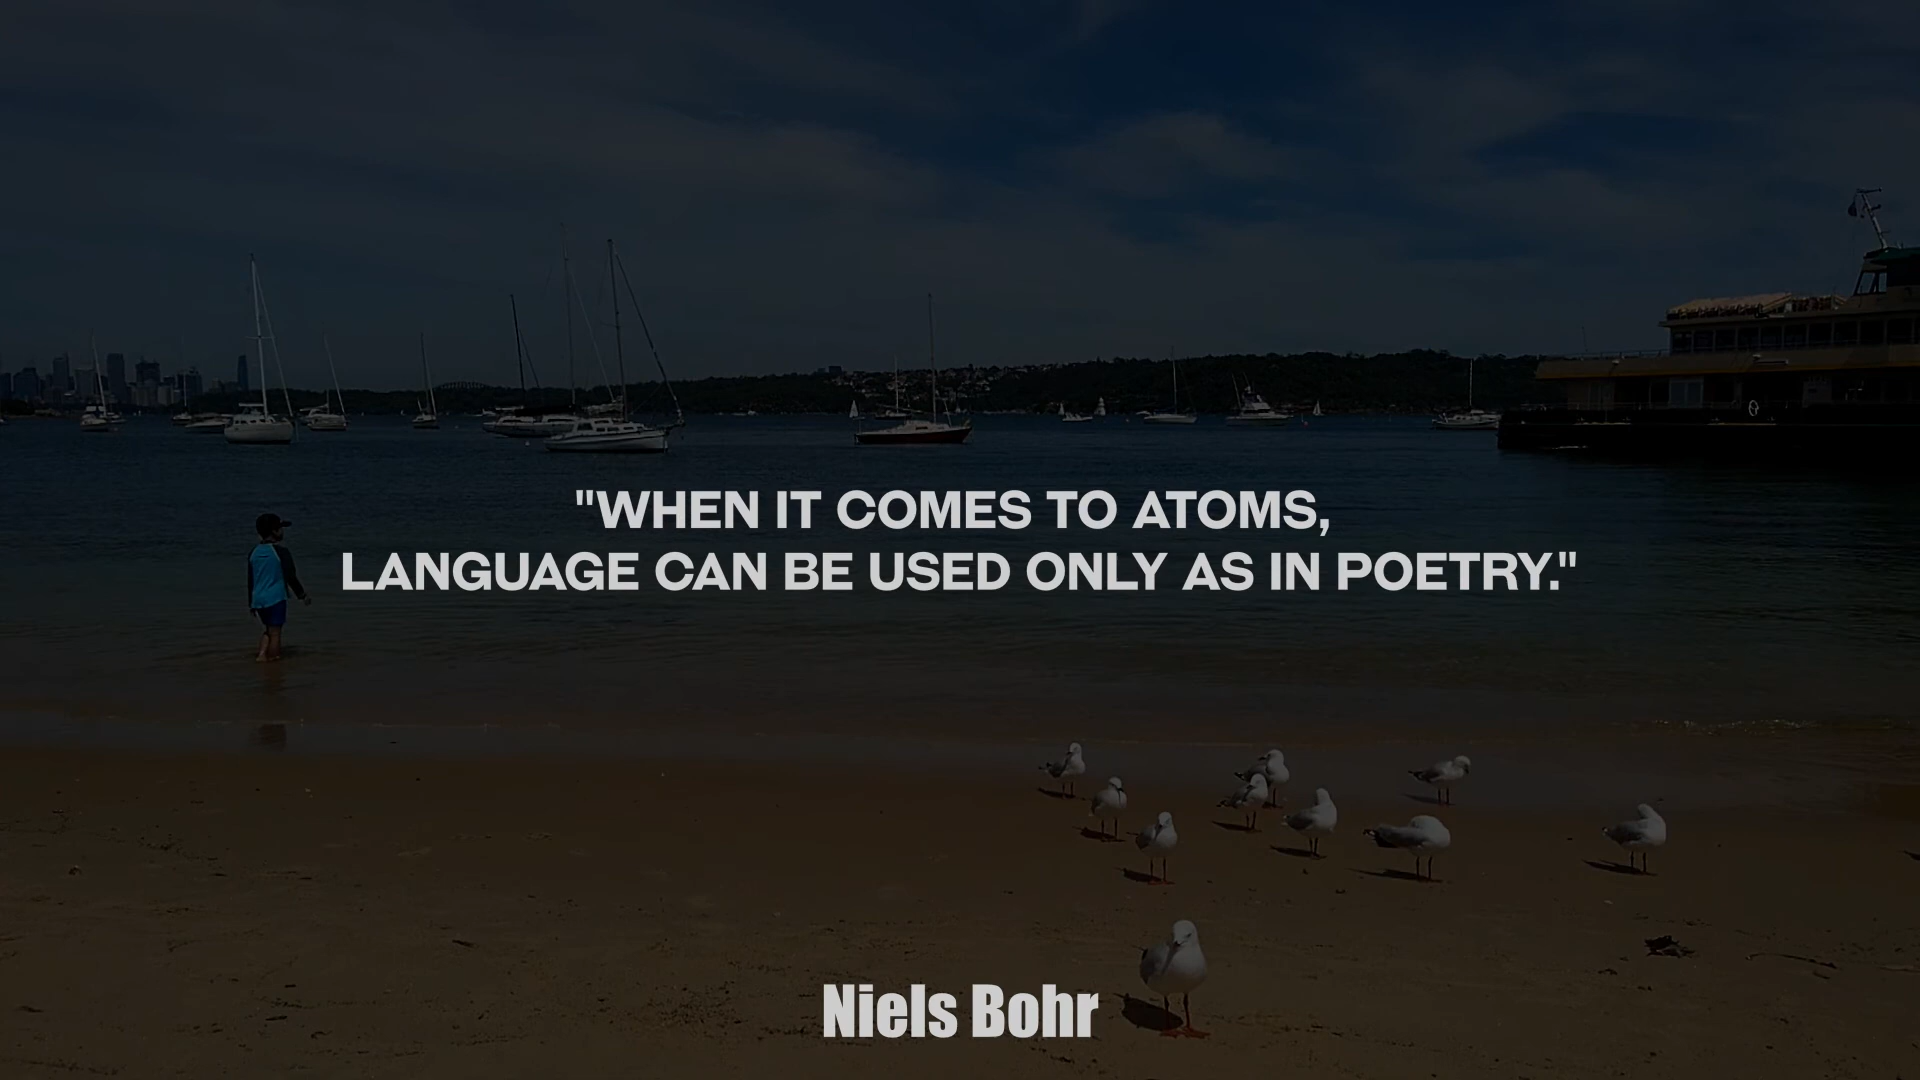 "WHEN IT COMES TO ATOMS,
LANGUAGE CAN BE USED ONLY AS IN POETRY."
Niels Bohr